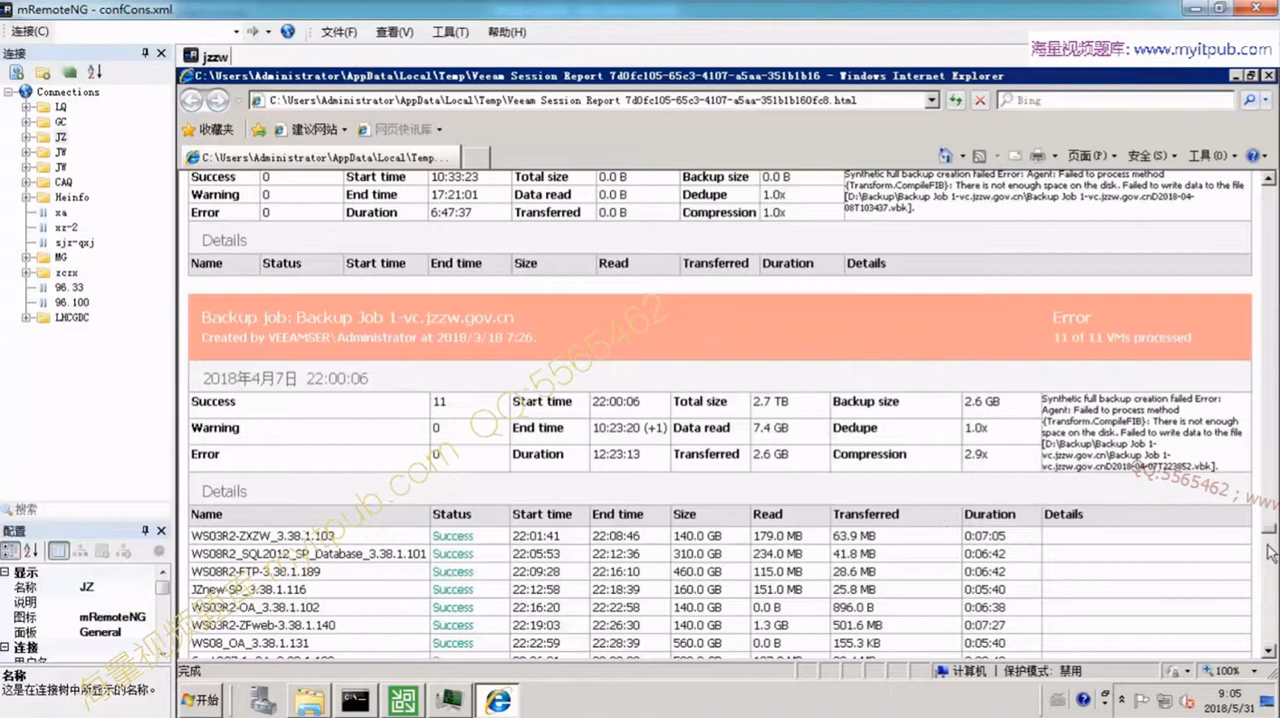 mRemoteNG - confCons.xml
连接(C) 文件(F) 查看(V) 工具(T) 帮助(H)
海量视频题库: www.myitpub.com
连接
jzzw
C:\Users\Administrator\AppData\Local\Temp\Veeam Session Report 7d0fc105-65c3-4107-a5aa-351b1b16 - Windows Internet Explorer
Connections
LQ
GC
JZ
JW
JW
CAQ
Heinfo
xa
xr-2
sjr-qxj
MG
zczx
96.33
96.100
LHCGDC
C:\Users\Administrator\AppData\Local\Temp\Veeam Session Report 7d0fc105-65c3-4107-a5aa-351b1b160fc8.html
Bing
收藏夹 建议网站 网页快讯库
C:\Users\Administrator\AppData\Local\Temp...
页面(P) 安全(S) 工具(O)
Success 0 Start time 10:33:23 Total size 0.0 B Backup size 0.0 B
Warning 0 End time 17:21:01 Data read 0.0 B Dedupe 1.0x
Error 0 Duration 6:47:37 Transferred 0.0 B Compression 1.0x
Synthetic full backup creation failed Error: Agent: Failed to process method
{Transform.CompileFIB}: There is not enough space on the disk. Failed to write data to the file
[D:\Backup\Backup Job 1-vc.jzzw.gov.cn\Backup Job 1-vc.jzzw.gov.cnD2018-04-
08T103437.vbk].
Details
Name Status Start time End time Size Read Transferred Duration Details
Backup job: Backup Job 1-vc.jzzw.gov.cn
Created by VEEAMSER\Administrator at 2018/3/18 7:26.
Error
11 of 11 VMs processed
2018年4月7日 22:00:06
Success 11 Start time 22:00:06 Total size 2.7 TB Backup size 2.6 GB
Warning 0 End time 10:23:20 (+1) Data read 7.4 GB Dedupe 1.0x
Error 0 Duration 12:23:13 Transferred 2.6 GB Compression 2.9x
Synthetic full backup creation failed Error:
Agent: Failed to process method
{Transform.CompileFIB}: There is not enough
space on the disk. Failed to write data to the file
[D:\Backup\Backup Job 1-
vc.jzzw.gov.cn\Backup Job 1-
vc.jzzw.gov.cnD2018-04-07T223852.vbk].
Details
Name Status Start time End time Size Read Transferred Duration Details
WS03R2-ZXZW_3.38.1.103 Success 22:01:41 22:08:46 140.0 GB 179.0 MB 63.9 MB 0:07:05
WS08R2_SQL2012_SP_Database_3.38.1.101 Success 22:05:53 22:12:36 310.0 GB 234.0 MB 41.8 MB 0:06:42
WS08R2-FTP-3.38.1.189 Success 22:09:28 22:16:10 460.0 GB 115.0 MB 28.6 MB 0:06:42
JZnew-SP_3.38.1.116 Success 22:12:58 22:18:39 160.0 GB 151.0 MB 25.8 MB 0:05:40
WS03R2-OA_3.38.1.102 Success 22:16:20 22:22:58 140.0 GB 0.0 B 896.0 B 0:06:38
WS03R2-ZFweb-3.38.1.140 Success 22:19:03 22:26:30 140.0 GB 1.3 GB 501.6 MB 0:07:27
WS08_OA_3.38.1.131 Success 22:22:59 22:28:39 560.0 GB 0.0 B 155.3 KB 0:05:40
搜索
配置
显示
名称 JZ
说明
图标 mRemoteNG
面板 General
连接
名称
这是在连接树中所显示的名称。
完成
计算机 | 保护模式: 禁用
100%
开始
9:05
2018/5/31
海量视频题库 myitpub.com QQ:5565462
QQ:5565462 ; www